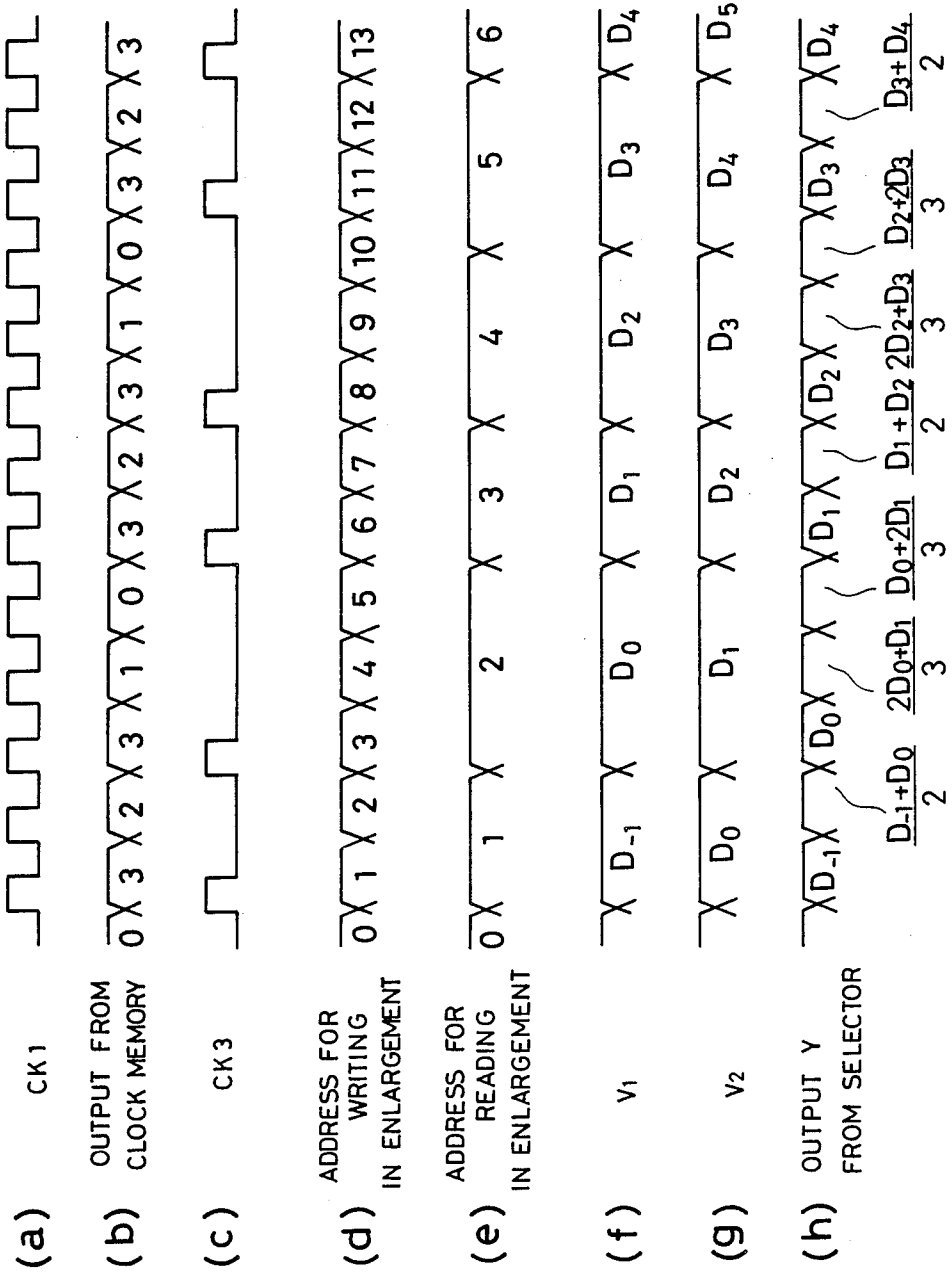 (a) CK1
(b) OUTPUT FROM
CLOCK MEMORY
0 3 2 3 1 0 3 2 3 1 0 3 2 3
(c) CK3
(d) ADDRESS FOR
WRITING
IN ENLARGEMENT
0 1 2 3 4 5 6 7 8 9 10 11 12 13
(e) ADDRESS FOR
READING
IN ENLARGEMENT
0 1 2 3 4 5 6
(f) V1
D-1 D0 D1 D2 D3 D4
(g) V2
D0 D1 D2 D3 D4 D5
(h) OUTPUT Y
FROM SELECTOR
D-1 D0 D1 D2 D3 D4
D-1+D0 2D0+D1 D0+2D1 D1+D2 2D2+D3 D2+2D3 D3+D4
2 3 3 2 3 3 2